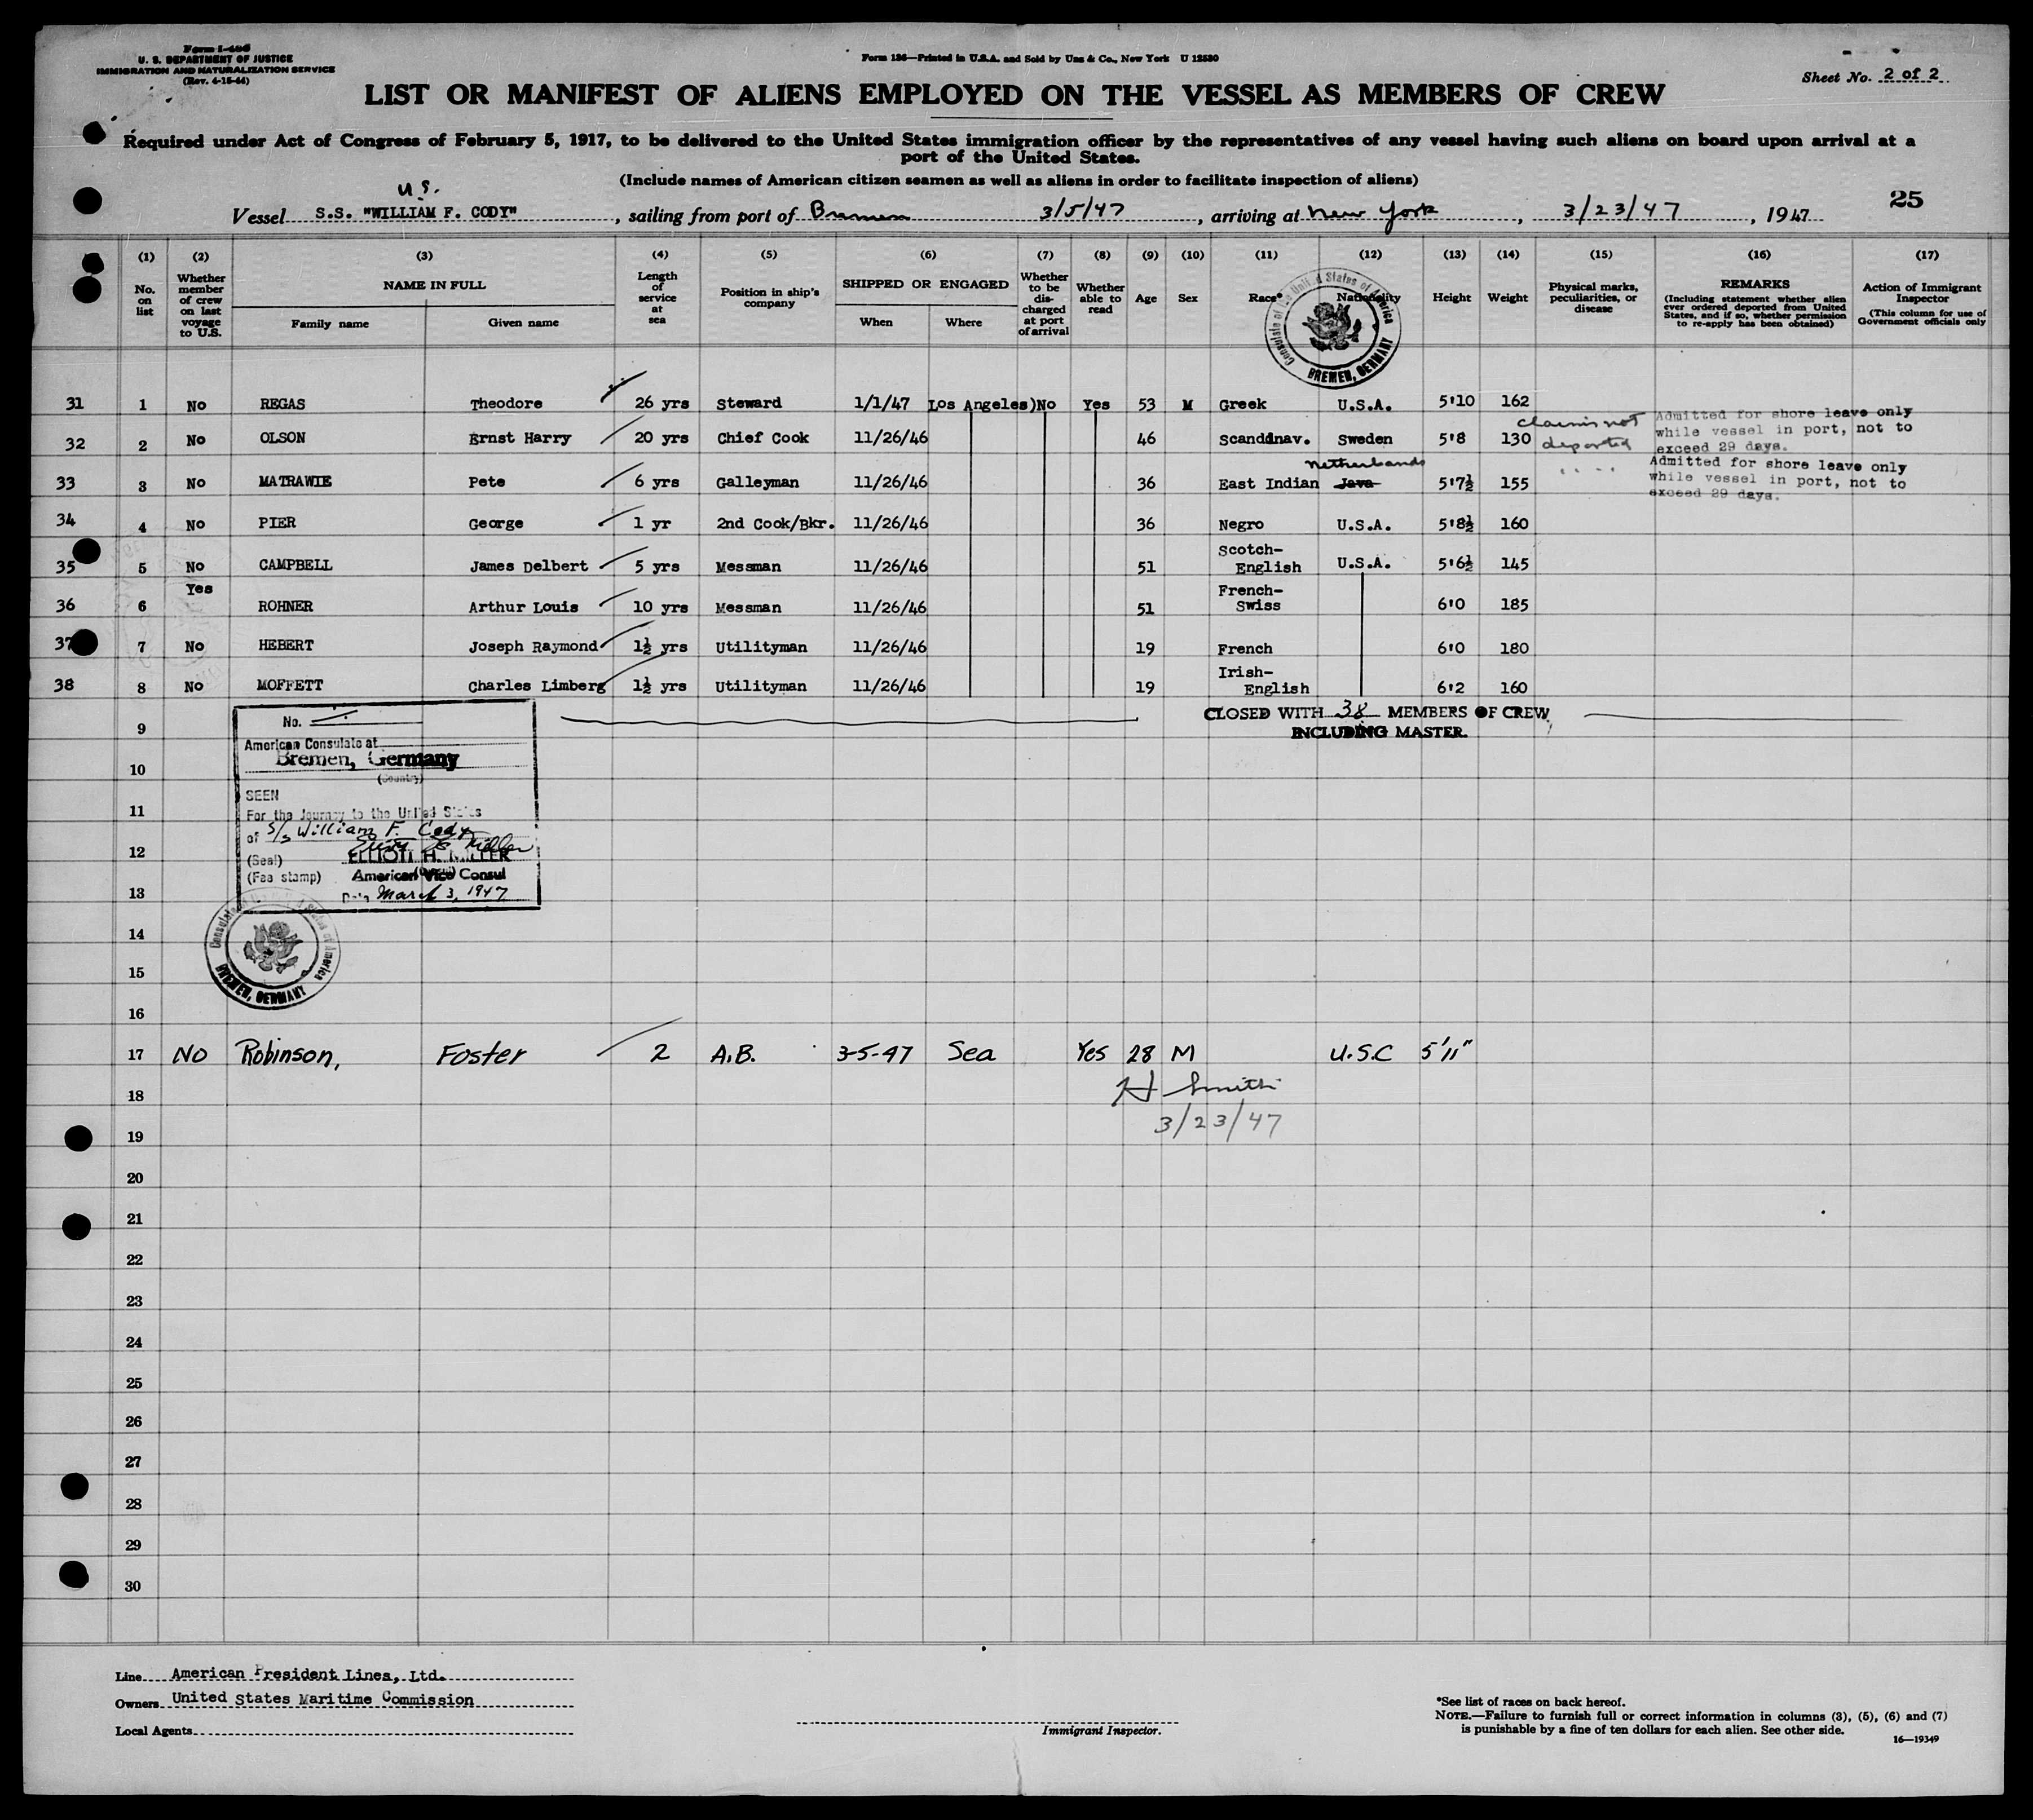 Form I-486
U. S. DEPARTMENT OF JUSTICE
IMMIGRATION AND NATURALIZATION SERVICE
(Rev. 4-15-44)
Form 136—Printed in U.S.A. and Sold by Unz & Co., New York U 12580
Sheet No. 2 of 2
LIST OR MANIFEST OF ALIENS EMPLOYED ON THE VESSEL AS MEMBERS OF CREW
Required under Act of Congress of February 5, 1917, to be delivered to the United States immigration officer by the representatives of any vessel having such aliens on board upon arrival at a
port of the United States.
(Include names of American citizen seamen as well as aliens in order to facilitate inspection of aliens)
U.S.
Vessel S.S. "WILLIAM F. CODY", sailing from port of Bremen 3/5/47, arriving at New York, 3/23/47, 1947
25
(1) No. on list
(2) Whether member of crew on last voyage to U.S.
(3) NAME IN FULL Family name Given name
(4) Length of service at sea
(5) Position in ship's company
(6) SHIPPED OR ENGAGED When Where
(7) Whether to be discharged at port of arrival
(8) Whether able to read
(9) Age
(10) Sex
(11) Race*
(12) Nationality
(13) Height
(14) Weight
(15) Physical marks, peculiarities, or disease
(16) REMARKS (Including statement whether alien ever ordered deported from United States, and if so, whether permission to re-apply has been obtained)
(17) Action of Immigrant Inspector (This column for use of Government officials only
Consulate of the United States of America
BREMEN, GERMANY
31 1 No REGAS Theodore 26 yrs Steward 1/1/47 Los Angeles) No Yes 53 M Greek U.S.A. 5'10 162
32 2 No OLSON Ernst Harry 20 yrs Chief Cook 11/26/46 46 Scandinav. Sweden 5'8 130 claims not deported
Admitted for shore leave only
while vessel in port, not to
exceed 29 days.
33 3 No MATRAWIE Pete 6 yrs Galleyman 11/26/46 36 East Indian Java Netherlands 5'7½ 155 " "
Admitted for shore leave only
while vessel in port, not to
exceed 29 days.
34 4 No PIER George 1 yr 2nd Cook/Bkr. 11/26/46 36 Negro U.S.A. 5'8½ 160
35 5 No CAMPBELL James Delbert 5 yrs Messman 11/26/46 51 Scotch-English U.S.A. 5'6½ 145
36 6 Yes ROHNER Arthur Louis 10 yrs Messman 11/26/46 51 French-Swiss 6'0 185
37 7 No HEBERT Joseph Raymond 1½ yrs Utilityman 11/26/46 19 French 6'0 180
38 8 No MOFFETT Charles Limberg 1½ yrs Utilityman 11/26/46 19 Irish-English 6'2 160
9
CLOSED WITH 38 MEMBERS OF CREW
INCLUDING MASTER.
No.
American Consulate at
Bremen, Germany
(Country)
SEEN
For the Journey to the United States
of S/S William F. Cody
(Seal) ELLIOTT H. MILLER
(Fee stamp) American Vice Consul
Date March 3, 1947
Consulate of the United States of America
BREMEN, GERMANY
10
11
12
13
14
15
16
17 No Robinson, Foster 2 A.B. 3-5-47 Sea Yes 28 M U.S.C 5'11"
H Smith
3/23/47
18
19
20
21
22
23
24
25
26
27
28
29
30
Line American President Lines, Ltd.
Owners United States Maritime Commission
Local Agents
Immigrant Inspector.
*See list of races on back hereof.
NOTE.—Failure to furnish full or correct information in columns (3), (5), (6) and (7)
is punishable by a fine of ten dollars for each alien. See other side.
16—19349